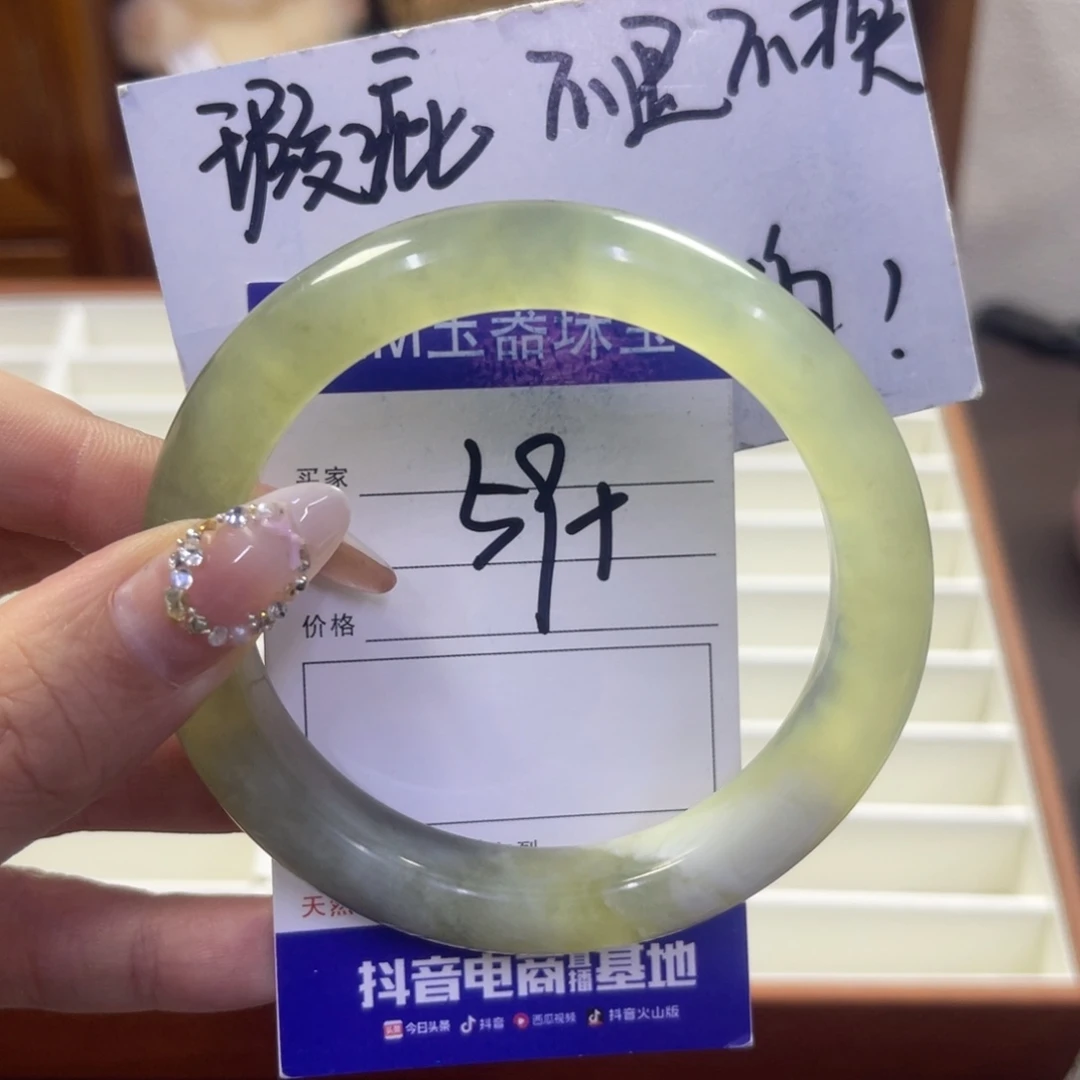 瑕疵 不退不换
M玉器珠宝
买家
59+
价格
天然
抖音电商直播基地
今日头条 抖音 西瓜视频 抖音火山版